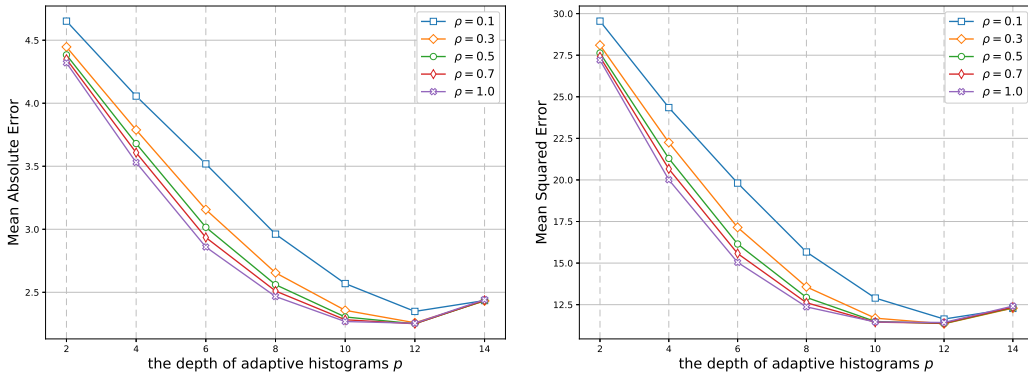 4.5
4.0
3.5
3.0
2.5
Mean Absolute Error
ρ = 0.1
ρ = 0.3
ρ = 0.5
ρ = 0.7
ρ = 1.0
2 4 6 8 10 12 14
the depth of adaptive histograms p
30.0
27.5
25.0
22.5
20.0
17.5
15.0
12.5
Mean Squared Error
ρ = 0.1
ρ = 0.3
ρ = 0.5
ρ = 0.7
ρ = 1.0
2 4 6 8 10 12 14
the depth of adaptive histograms p